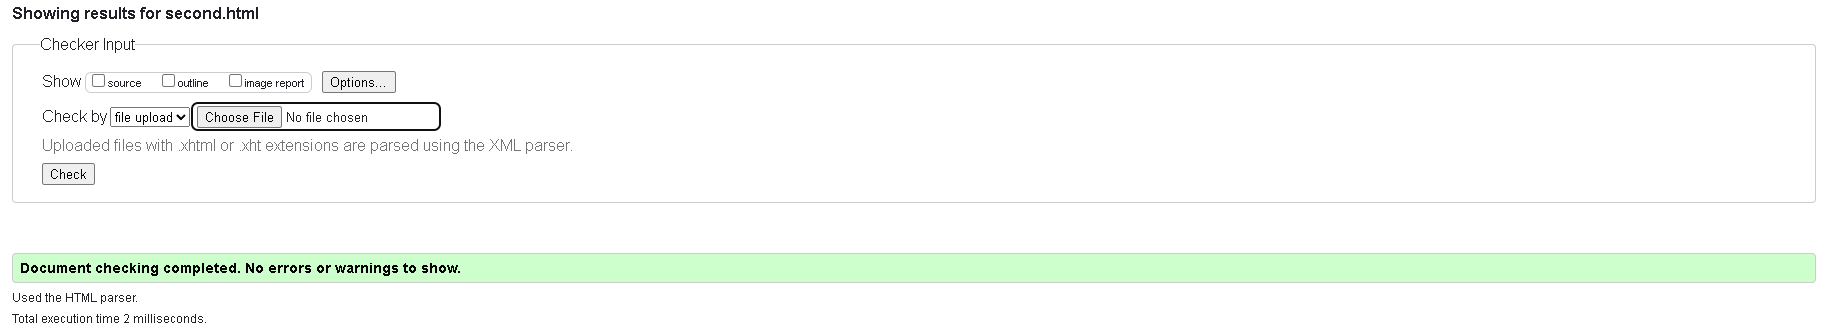 Showing results for second.html
Checker Input
Show source outline image report Options...
Check by file upload Choose File No file chosen
Uploaded files with .xhtml or .xht extensions are parsed using the XML parser.
Check
Document checking completed. No errors or warnings to show.
Used the HTML parser.
Total execution time 2 milliseconds.